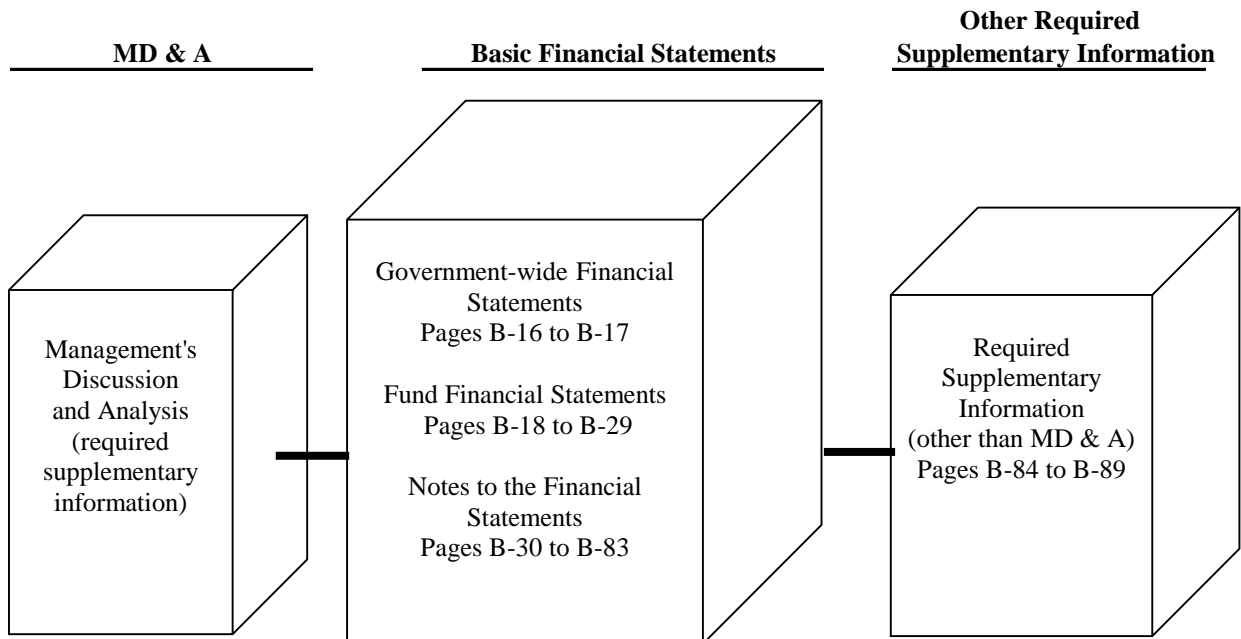 MD & A
Basic Financial Statements
Other Required
Supplementary Information
Management's
Discussion
and Analysis
(required
supplementary
information)
Government-wide Financial
Statements
Pages B-16 to B-17
Fund Financial Statements
Pages B-18 to B-29
Notes to the Financial
Statements
Pages B-30 to B-83
Required
Supplementary
Information
(other than MD & A)
Pages B-84 to B-89